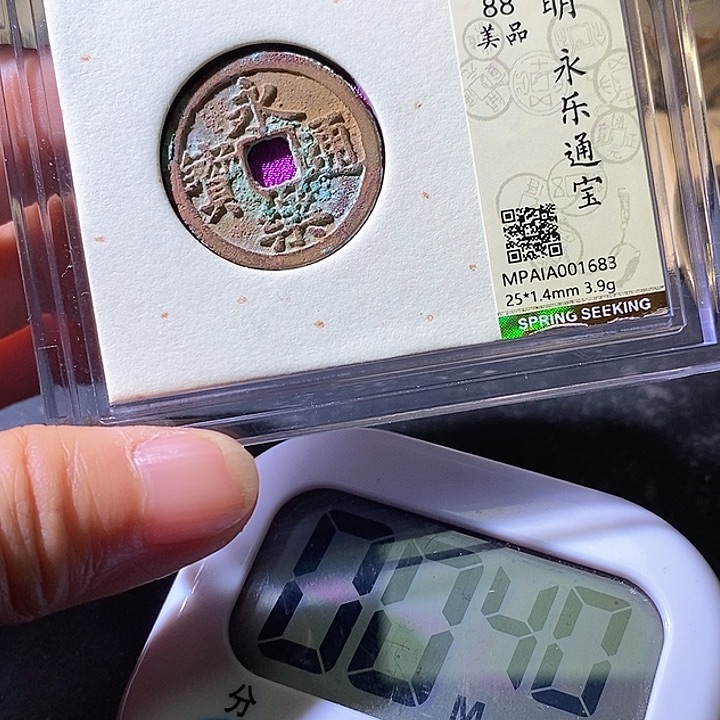 永樂通寶
88
美品
明
永乐通宝
MPAIA001683
25*1.4mm 3.9g
SPRING SEEKING
00 40
分
M